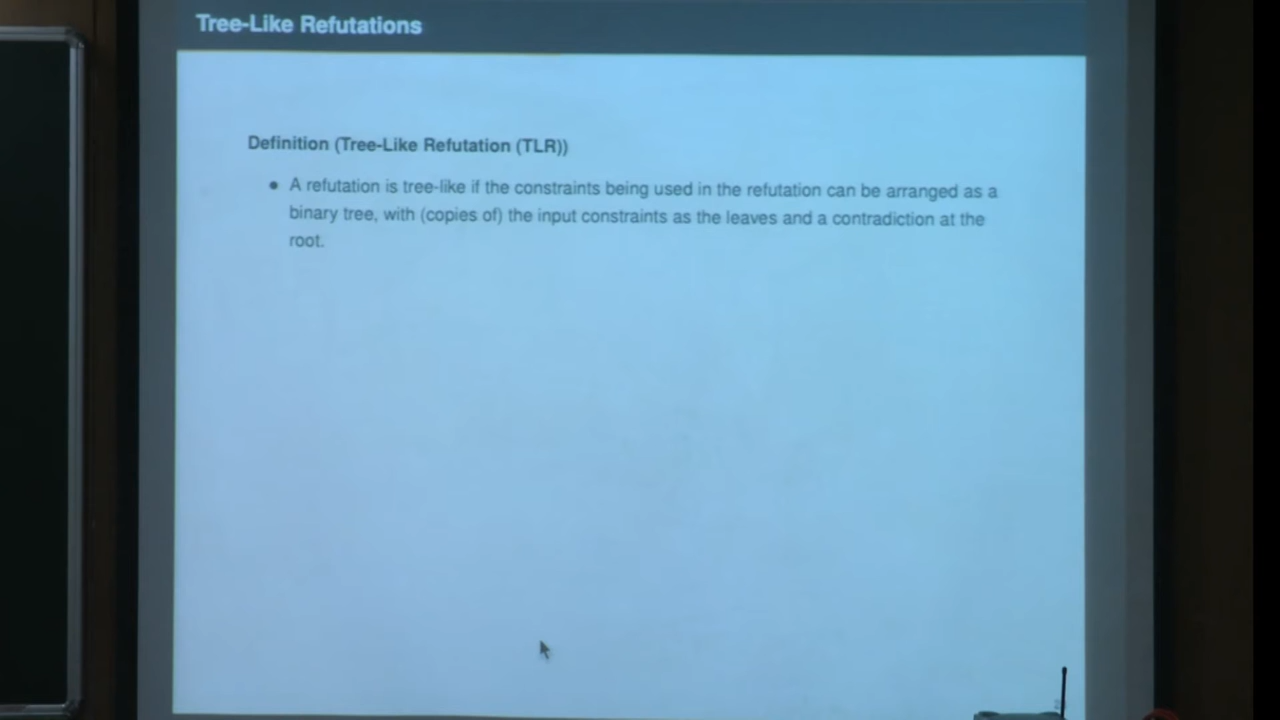 Tree-Like Refutations
Definition (Tree-Like Refutation (TLR))
• A refutation is tree-like if the constraints being used in the refutation can be arranged as a
binary tree, with (copies of) the input constraints as the leaves and a contradiction at the
root.